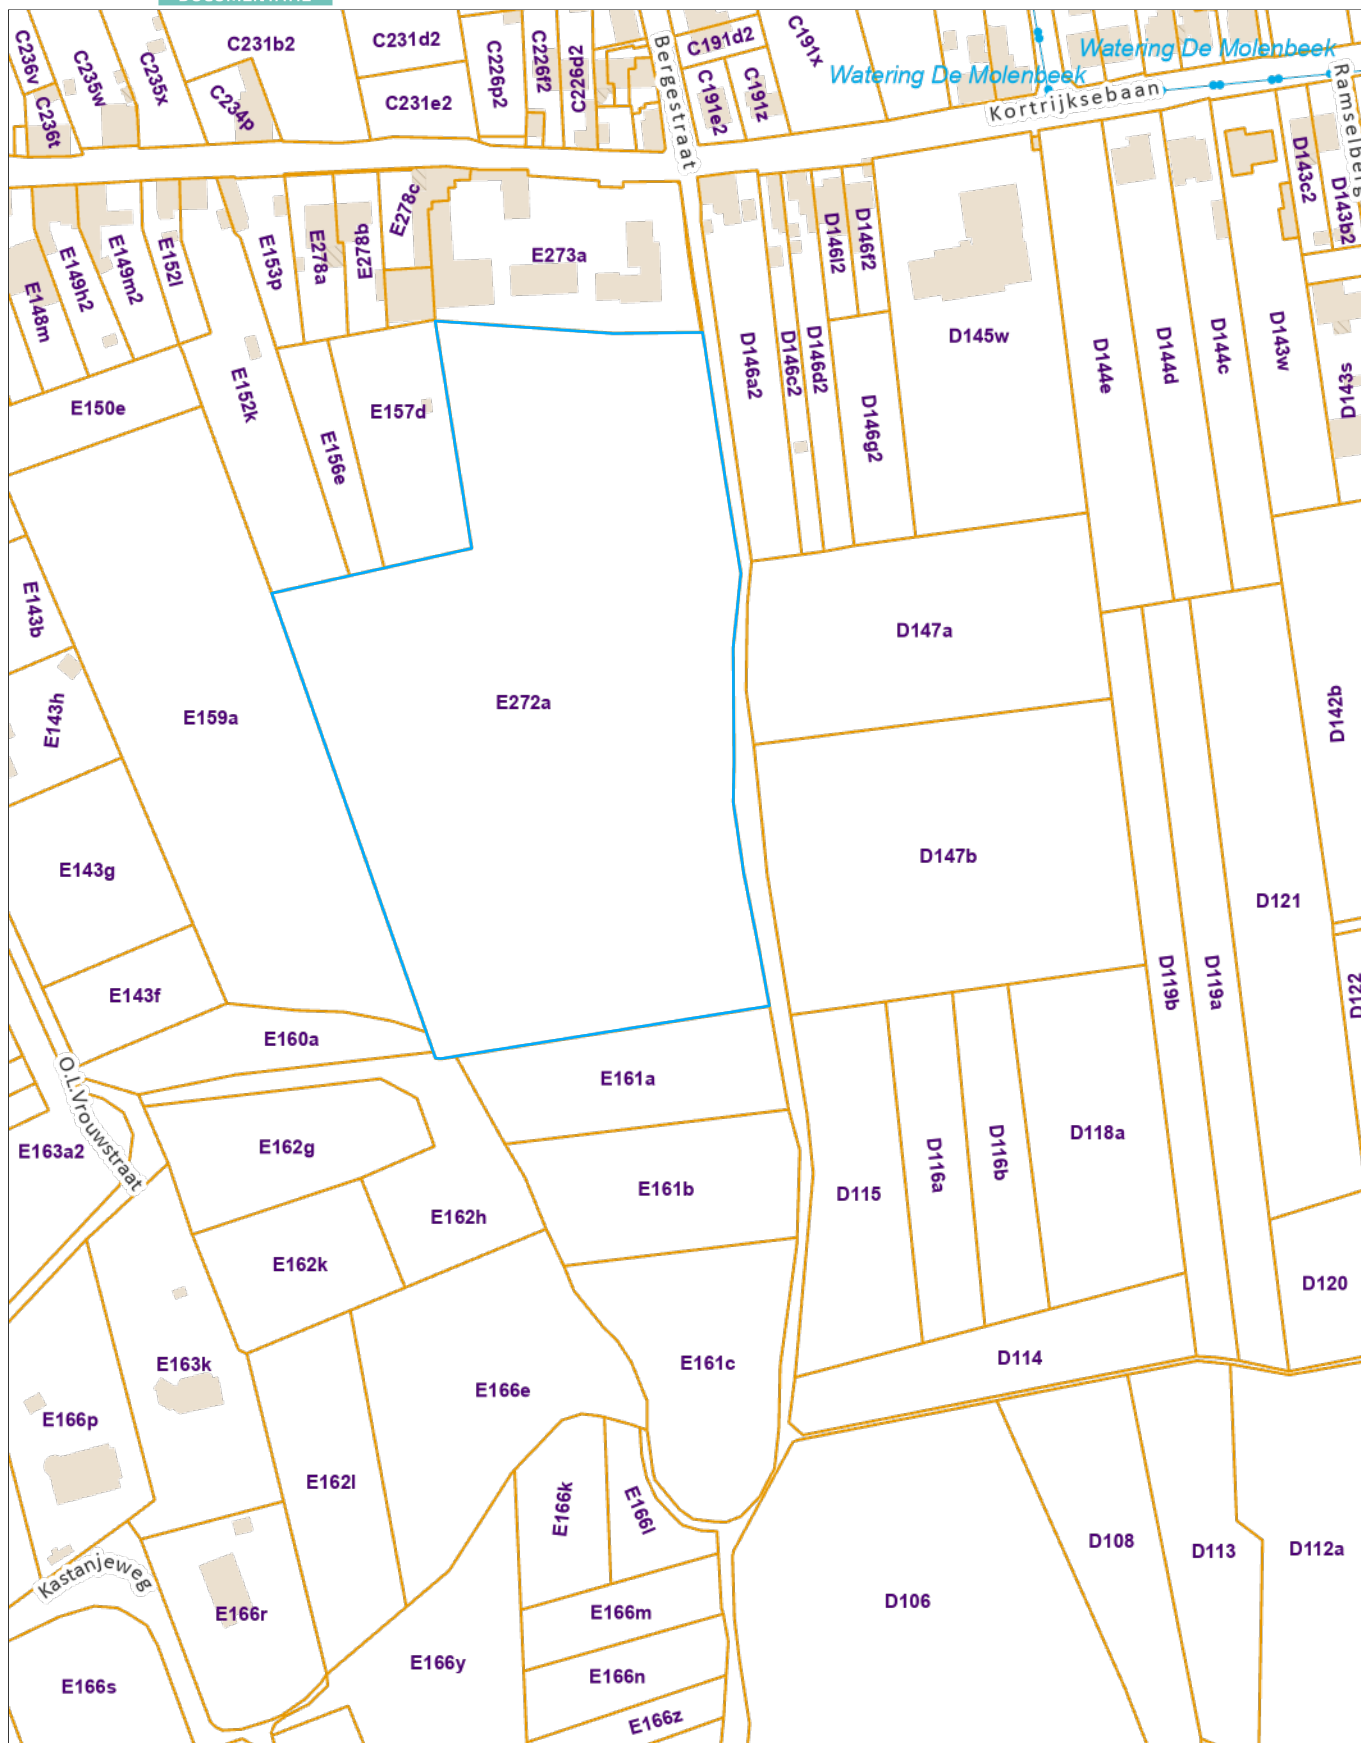 C236v
C235w
C235x
C231b2
C231d2
C226p2
C226f2
C226d2
Bergestraat
C191d2
C191x
Watering De Molenbeek
Watering De Molenbeek
C236t
C234p
C231e2
C191e2
C191z
Kortrijksebaan
Ramselberg
E148m
E149h2
E149m2
E152l
E153p
E278a
E278b
E278c
E273a
D146l2
D146f2
D143c2
D143b2
D145w
D146a2
D146c2
D146d2
D146g2
D144e
D144d
D144c
D143w
D143s
E150e
E152k
E156e
E157d
E143b
D147a
E143h
E159a
E272a
D142b
E143g
D147b
D121
E143f
D119b
D119a
D122
E160a
E161a
O.L.Vrouwstraat
E163a2
E162g
E161b
D115
D116a
D116b
D118a
E162h
E162k
D120
E163k
E161c
D114
E166p
E166e
E162l
E166k
E166l
D108
D113
D112a
Kastanjeweg
E166r
E166m
D106
E166s
E166y
E166n
E166z